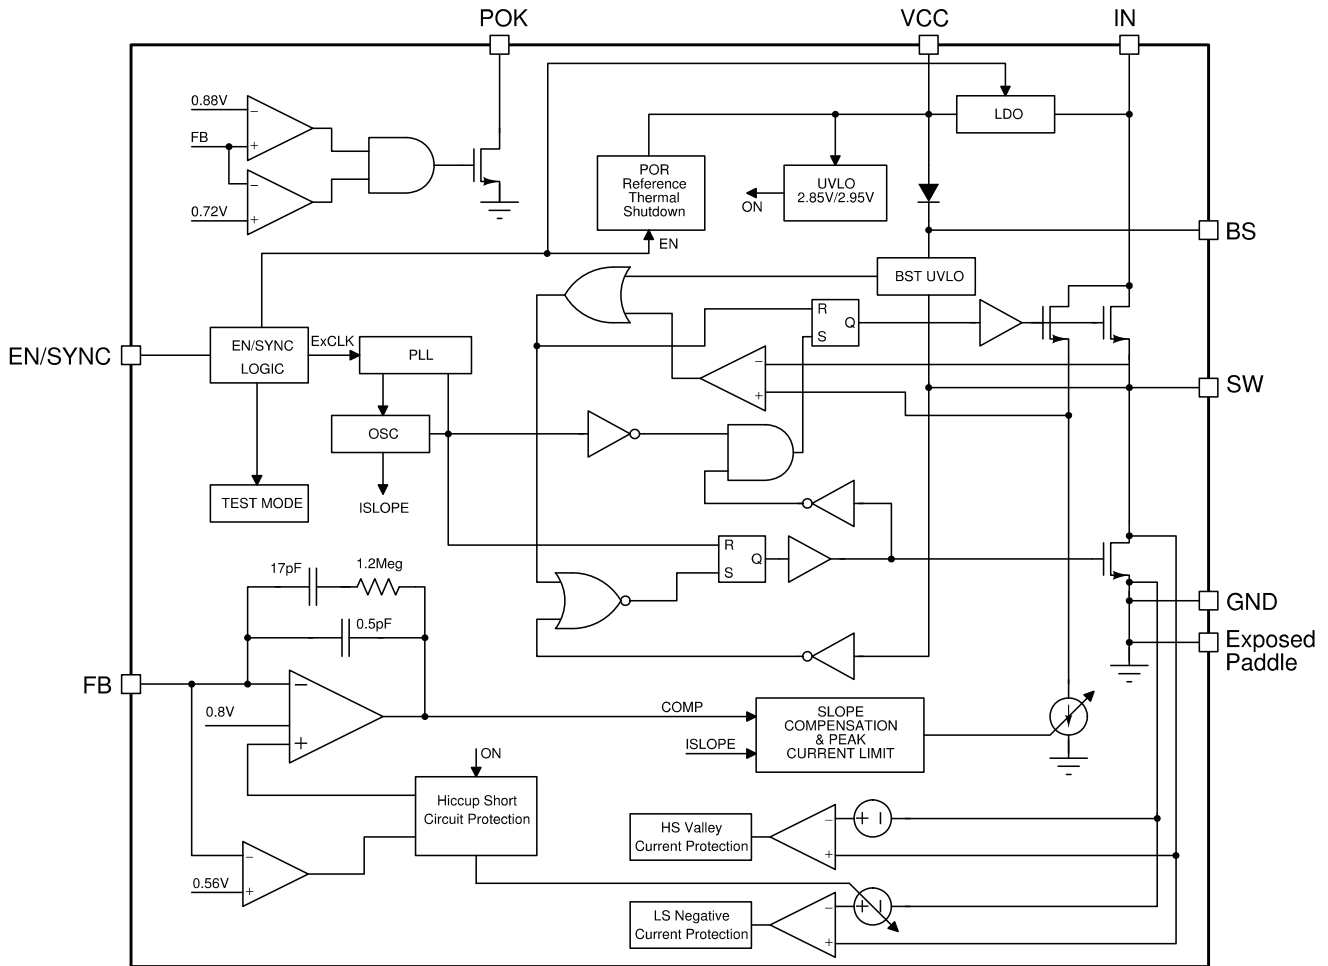 POK
VCC
IN
0.88V
−
FB
+
−
0.72V
+
LDO
POR
Reference
Thermal
Shutdown
UVLO
2.85V/2.95V
ON
EN
BS
BST UVLO
R
Q
S
EN/SYNC
EN/SYNC
LOGIC
ExCLK
PLL
−
+
SW
OSC
TEST MODE
ISLOPE
R
Q
S
17pF
1.2Meg
0.5pF
GND
Exposed
Paddle
FB
−
0.8V
+
COMP
ISLOPE
SLOPE
COMPENSATION
& PEAK
CURRENT LIMIT
ON
Hiccup Short
Circuit Protection
−
0.56V
+
HS Valley
Current Protection
−
+
+ −
LS Negative
Current Protection
−
+
+ −